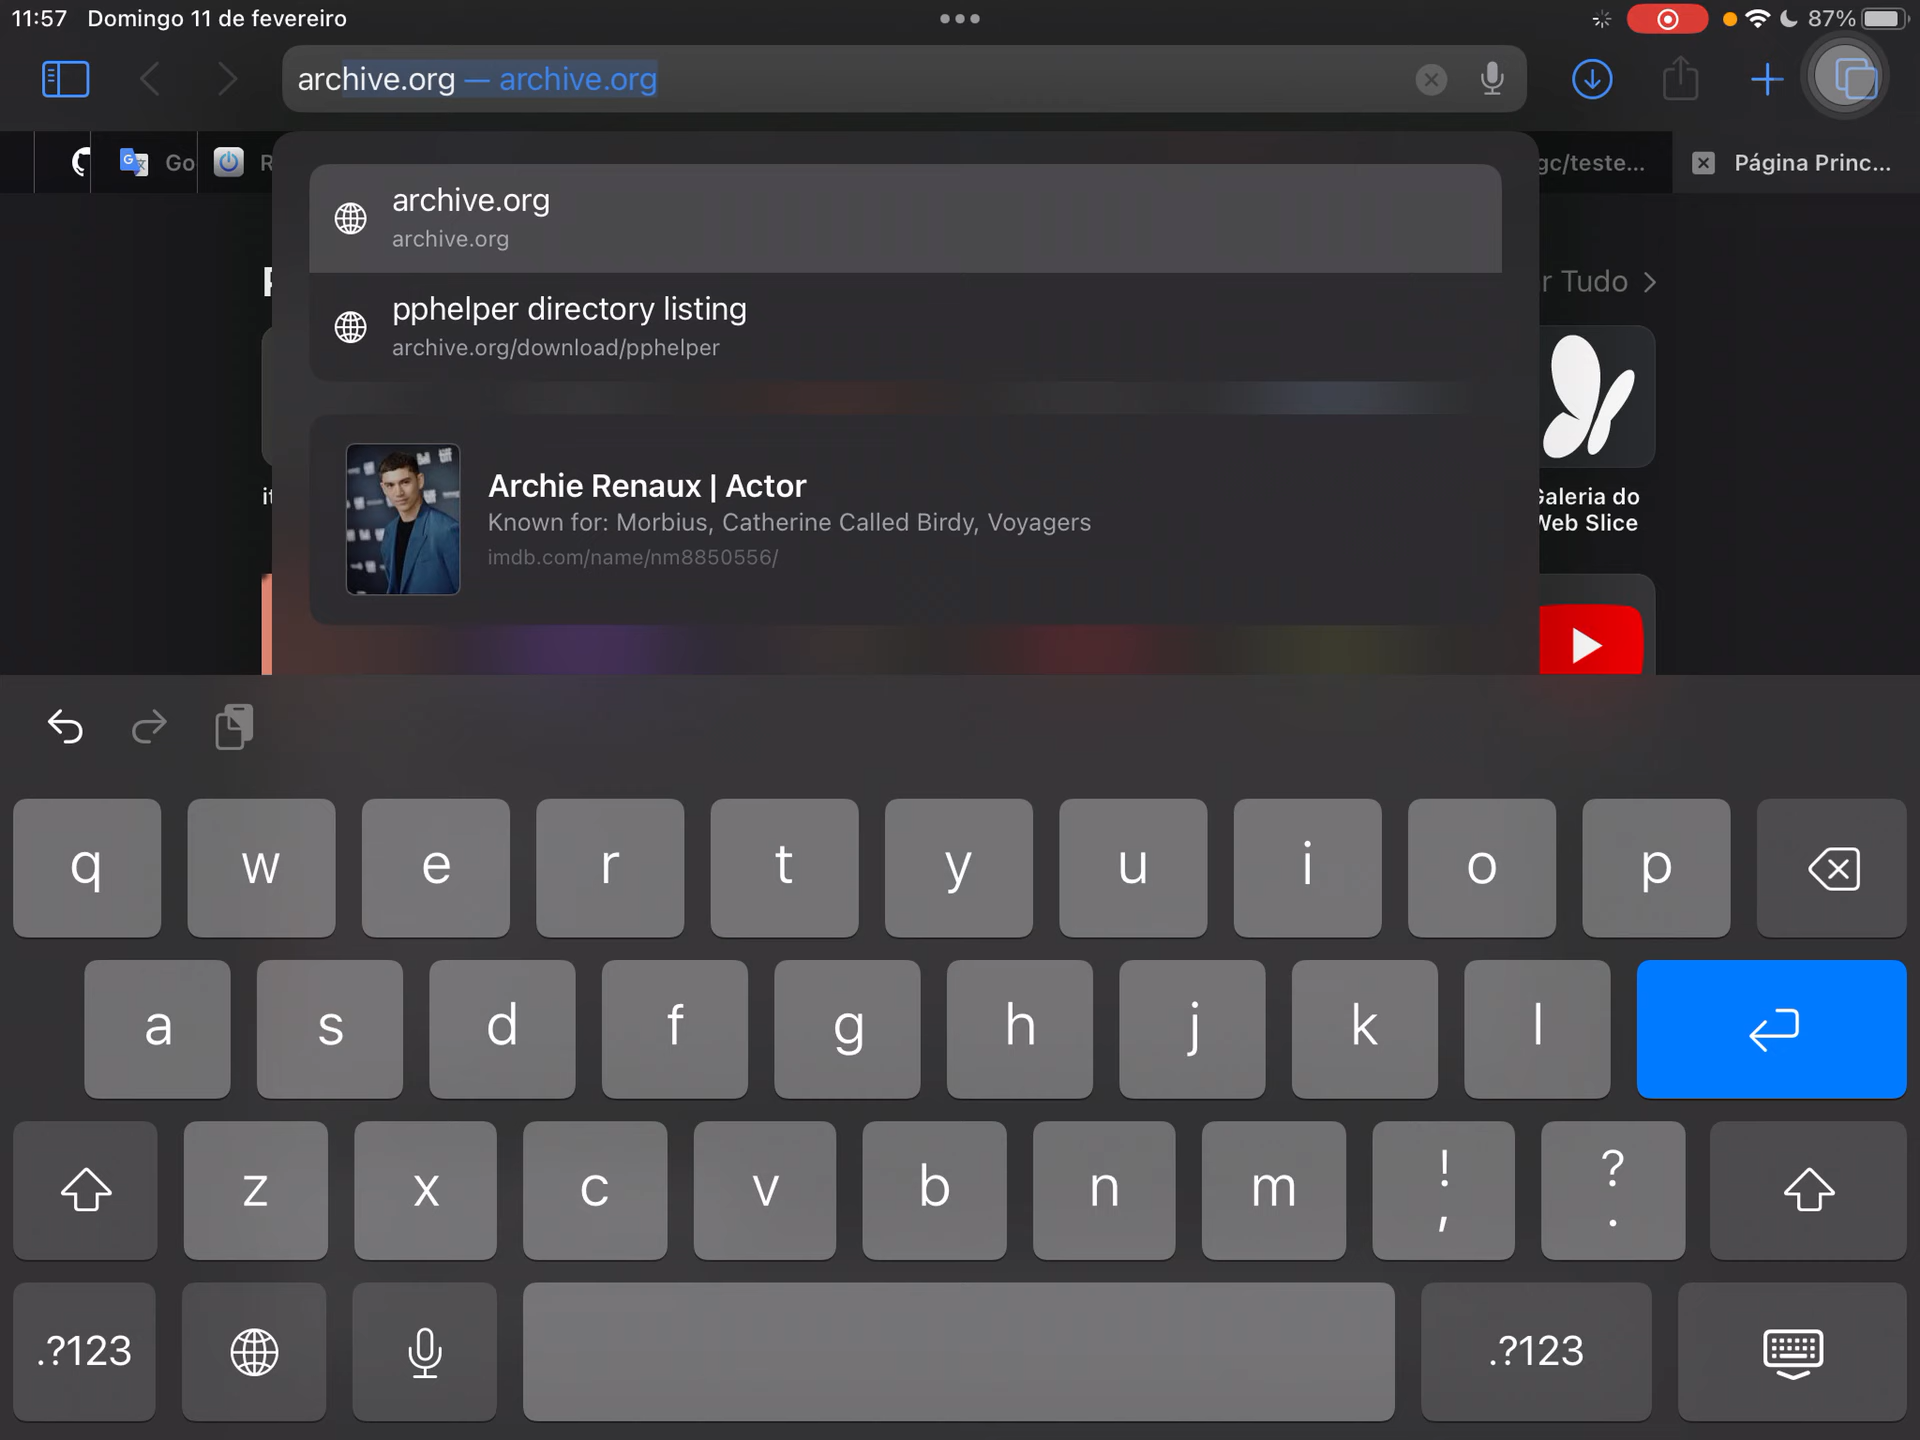 11:57 Domingo 11 de fevereiro
87%
archive.org — archive.org
Go
R
gc/teste...
Página Princ...
archive.org
archive.org
pphelper directory listing
archive.org/download/pphelper
r Tudo
Archie Renaux | Actor
Known for: Morbius, Catherine Called Birdy, Voyagers
imdb.com/name/nm8850556/
it
Galeria do
Web Slice
q w e r t y u i o p
a s d f g h j k l
z x c v b n m ! , ? .
.?123 .?123